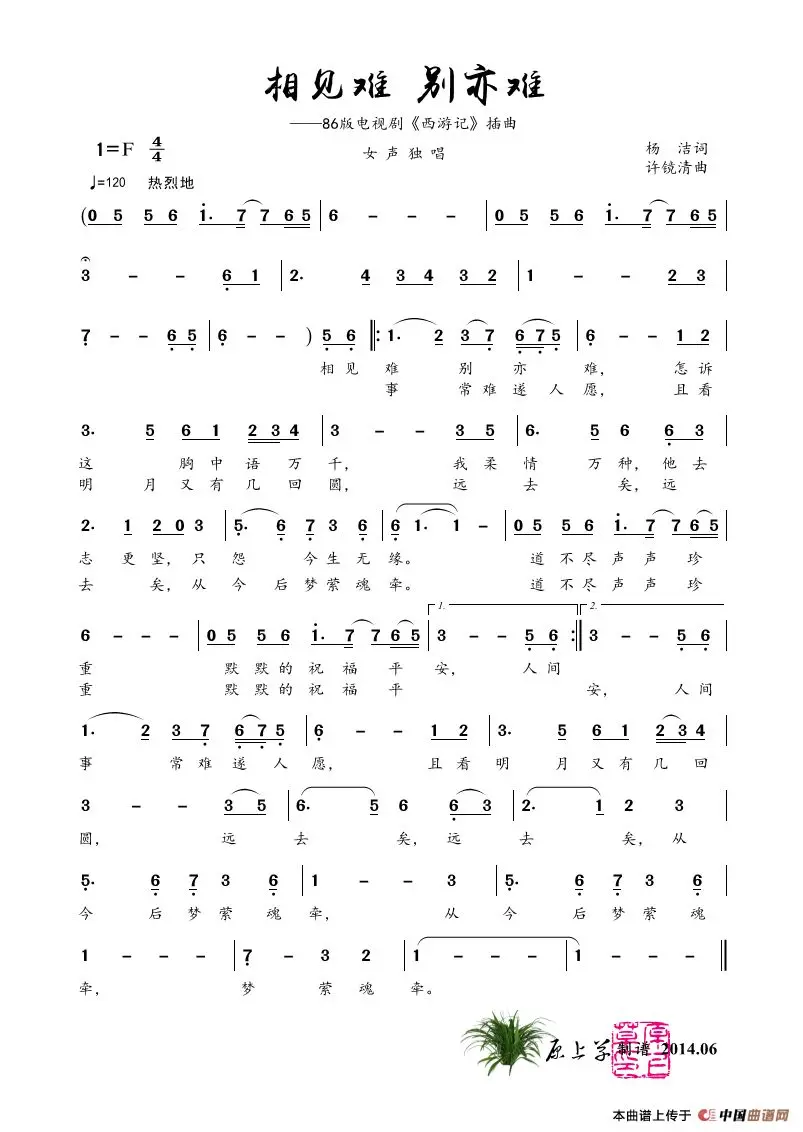 相见难 别亦难
——86版电视剧《西游记》插曲
1=F 4/4
女声独唱
杨 洁词
许镜清曲
♩=120 热烈地
(0 5 5 6 1. 7 7 6 5 | 6 - - - | 0 5 5 6 1. 7 7 6 5 |
3 - - 6 1 | 2. 4 3 4 3 2 | 1 - - 2 3 |
7 - - 6 5 | 6 - - ) 5 6 ‖: 1. 2 3 7 6 7 5 | 6 - - 1 2 |
相 见 难 别 亦 难, 怎 诉
事 常 难 遂 人 愿, 且 看
3. 5 6 1 2 3 4 | 3 - - 3 5 | 6. 5 6 6 3 |
这 胸 中 语 万 千, 我 柔 情 万 种, 他 去
明 月 又 有 几 回 圆, 远 去 矣, 远
2. 1 2 0 3 | 5. 6 7 3 6 | 6 1. 1 - | 0 5 5 6 1. 7 7 6 5 |
志 更 坚, 只 怨 今 生 无 缘。 道 不 尽 声 声 珍
去 矣, 从 今 后 梦 萦 魂 牵。 道 不 尽 声 声 珍
1. 2.
6 - - - | 0 5 5 6 1. 7 7 6 5 | 3 - - 5 6 :‖ 3 - - 5 6 |
重 默 默 的 祝 福 平 安, 人 间
重 默 默 的 祝 福 平 安, 人 间
1. 2 3 7 6 7 5 | 6 - - 1 2 | 3. 5 6 1 2 3 4 |
事 常 难 遂 人 愿, 且 看 明 月 又 有 几 回
3 - - 3 5 | 6. 5 6 6 3 | 2. 1 2 3 |
圆, 远 去 矣, 远 去 矣, 从
5. 6 7 3 6 | 1 - - 3 | 5. 6 7 3 6 |
今 后 梦 萦 魂 牵, 从 今 后 梦 萦 魂
1 - - - | 7 - 3 2 | 1 - - - | 1 - - - ‖
牵, 梦 萦 魂 牵。
原上草 制谱 2014.06
本曲谱上传于 中国曲谱网